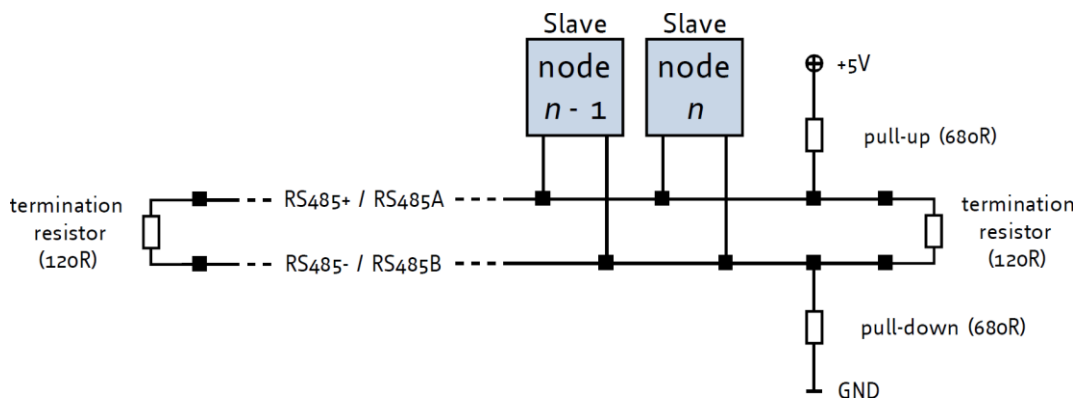 Slave
Slave
node
n - 1
node
n
+5V
pull-up (680R)
termination
resistor
(120R)
RS485+ / RS485A
RS485- / RS485B
termination
resistor
(120R)
pull-down (680R)
GND